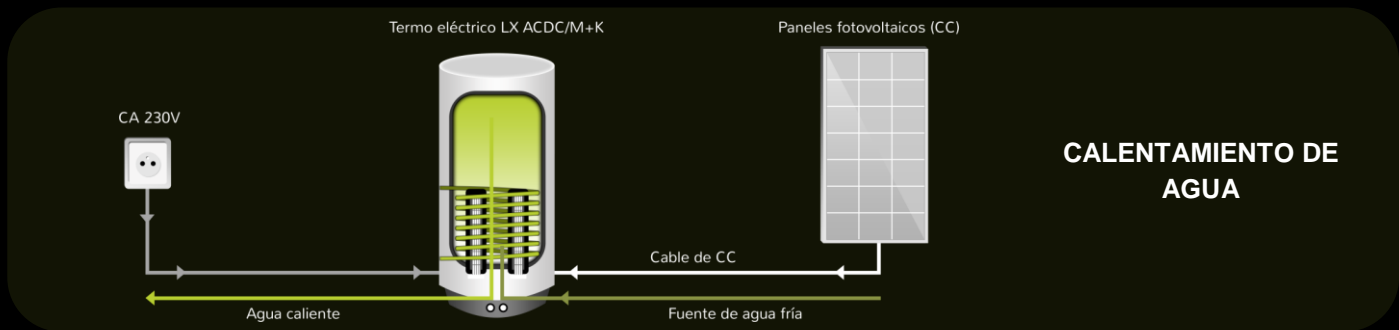 Termo eléctrico LX ACDC/M+K
Paneles fotovoltaicos (CC)
CA 230V
CALENTAMIENTO DE
AGUA
Cable de CC
Agua caliente
Fuente de agua fría